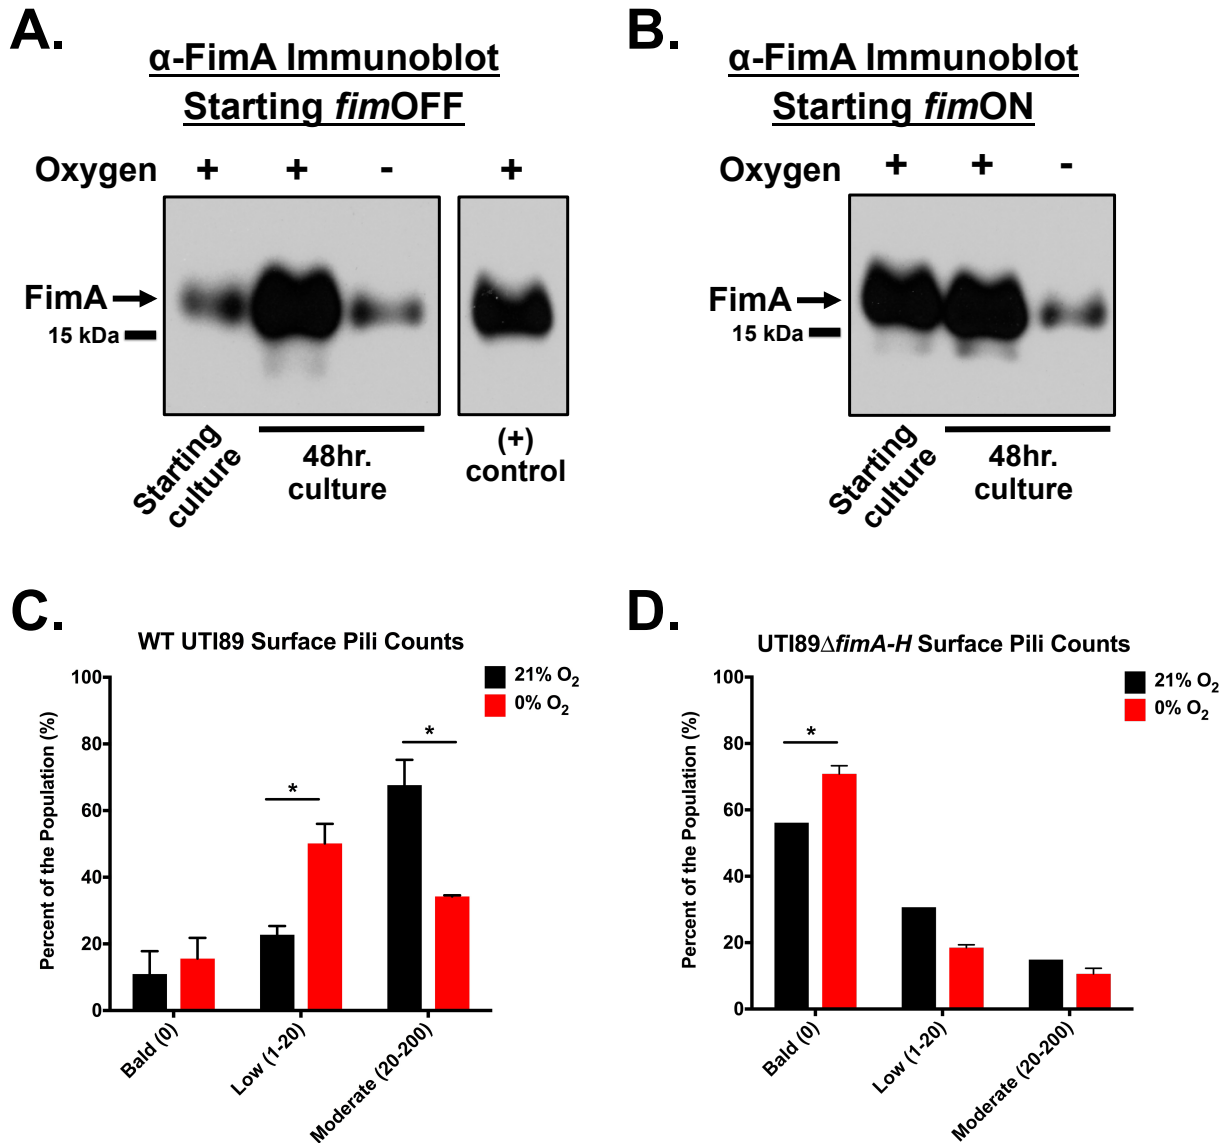 A.
α-FimA Immunoblot
Starting fimOFF
Oxygen + + - +
FimA
15 kDa
Starting culture
48hr.
culture
(+)
control
B.
α-FimA Immunoblot
Starting fimON
Oxygen + + -
FimA
15 kDa
Starting culture
48hr.
culture
C.
WT UTI89 Surface Pili Counts
21% O₂
0% O₂
Percent of the Population (%)
100
80
60
40
20
0
*
*
Bald (0)
Low (1-20)
Moderate (20-200)
D.
UTI89ΔfimA-H Surface Pili Counts
21% O₂
0% O₂
Percent of the Population (%)
100
80
60
40
20
0
*
Bald (0)
Low (1-20)
Moderate (20-200)